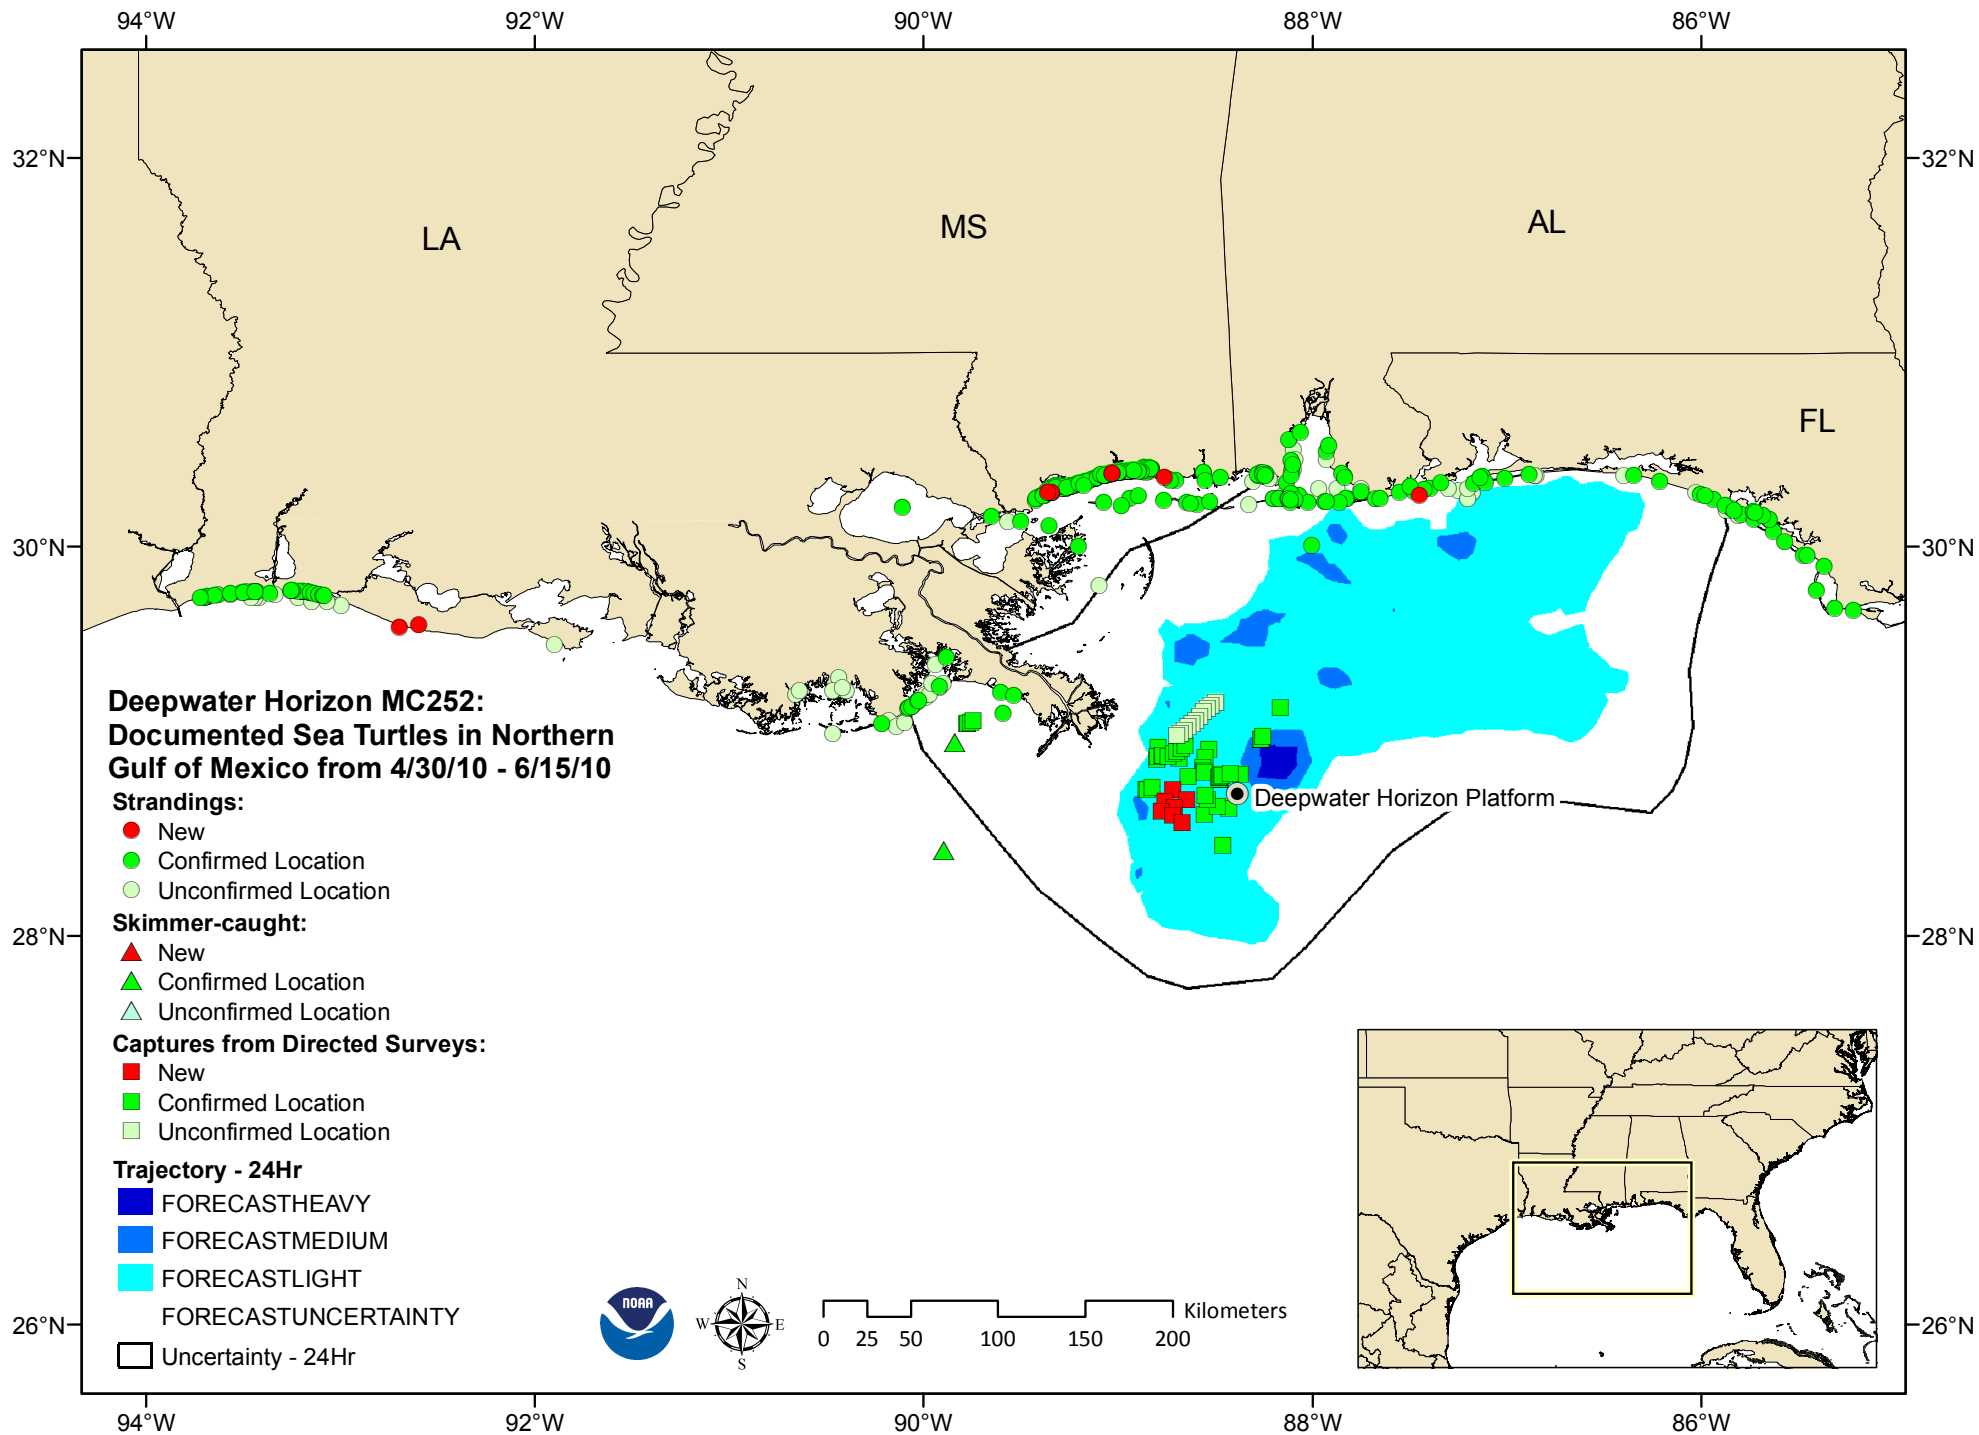 94°W 92°W 90°W 88°W 86°W
32°N 32°N
LA MS AL
FL
30°N 30°N
Deepwater Horizon MC252:
Documented Sea Turtles in Northern
Gulf of Mexico from 4/30/10 - 6/15/10
Deepwater Horizon Platform
Strandings:
New
Confirmed Location
Unconfirmed Location
Skimmer-caught:
28°N 28°N
New
Confirmed Location
Unconfirmed Location
Captures from Directed Surveys:
New
Confirmed Location
Unconfirmed Location
Trajectory - 24Hr
FORECASTHEAVY
FORECASTMEDIUM
FORECASTLIGHT
FORECASTUNCERTAINTY
Uncertainty - 24Hr
NOAA
N
W E
S
Kilometers
0 25 50 100 150 200
26°N 26°N
94°W 92°W 90°W 88°W 86°W